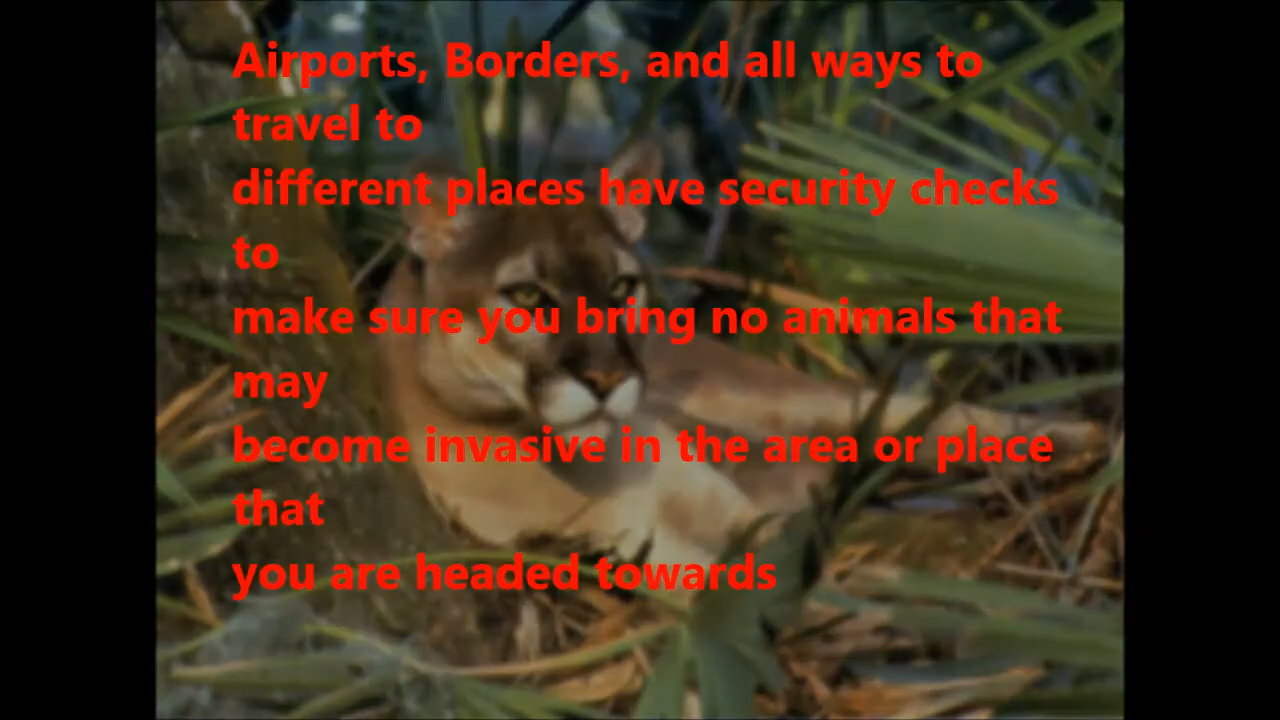 Airports, Borders, and all ways to
travel to
different places have security checks
to
make sure you bring no animals that
may
become invasive in the area or place
that
you are headed towards